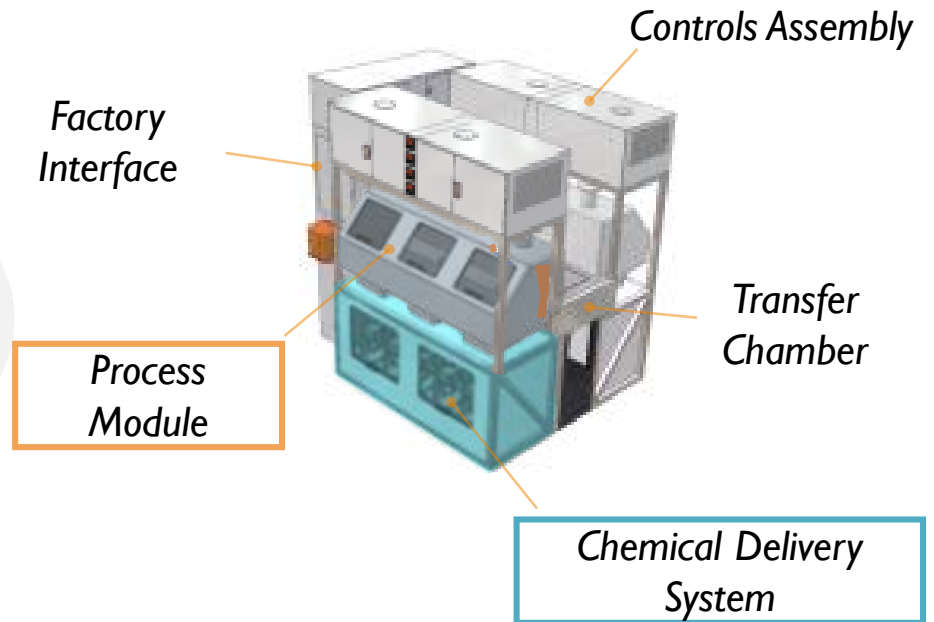 Controls Assembly
Factory
Interface
Transfer
Chamber
Process
Module
Chemical Delivery
System